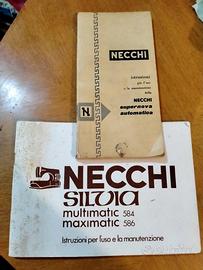 NECCHI
istruzioni
per l'uso
e la manutenzione
della
NECCHI
supernova
automatica
N
NECCHI
SILVIA
multimatic 584
maximatic 586
Istruzioni per l'uso e la manutenzione